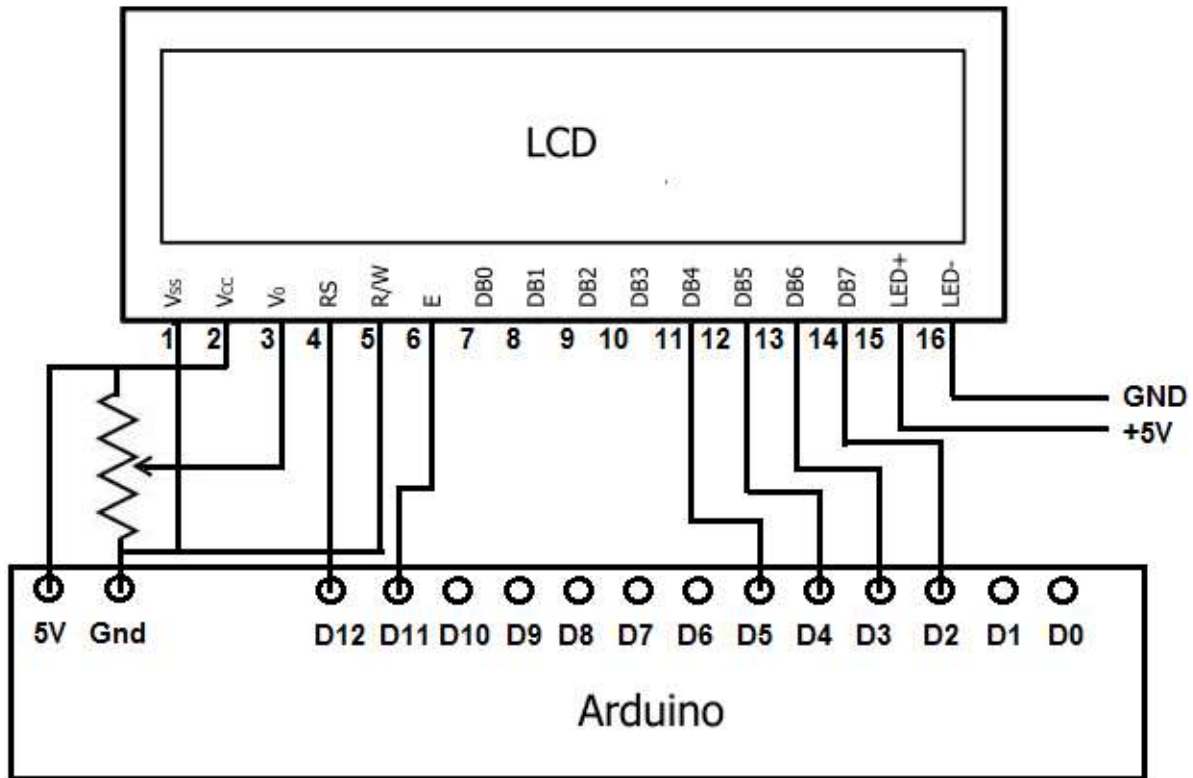 LCD
Vss Vcc Vo RS R/W E DB0 DB1 DB2 DB3 DB4 DB5 DB6 DB7 LED+ LED-
1 2 3 4 5 6 7 8 9 10 11 12 13 14 15 16
GND
+5V
5V Gnd D12 D11 D10 D9 D8 D7 D6 D5 D4 D3 D2 D1 D0
Arduino